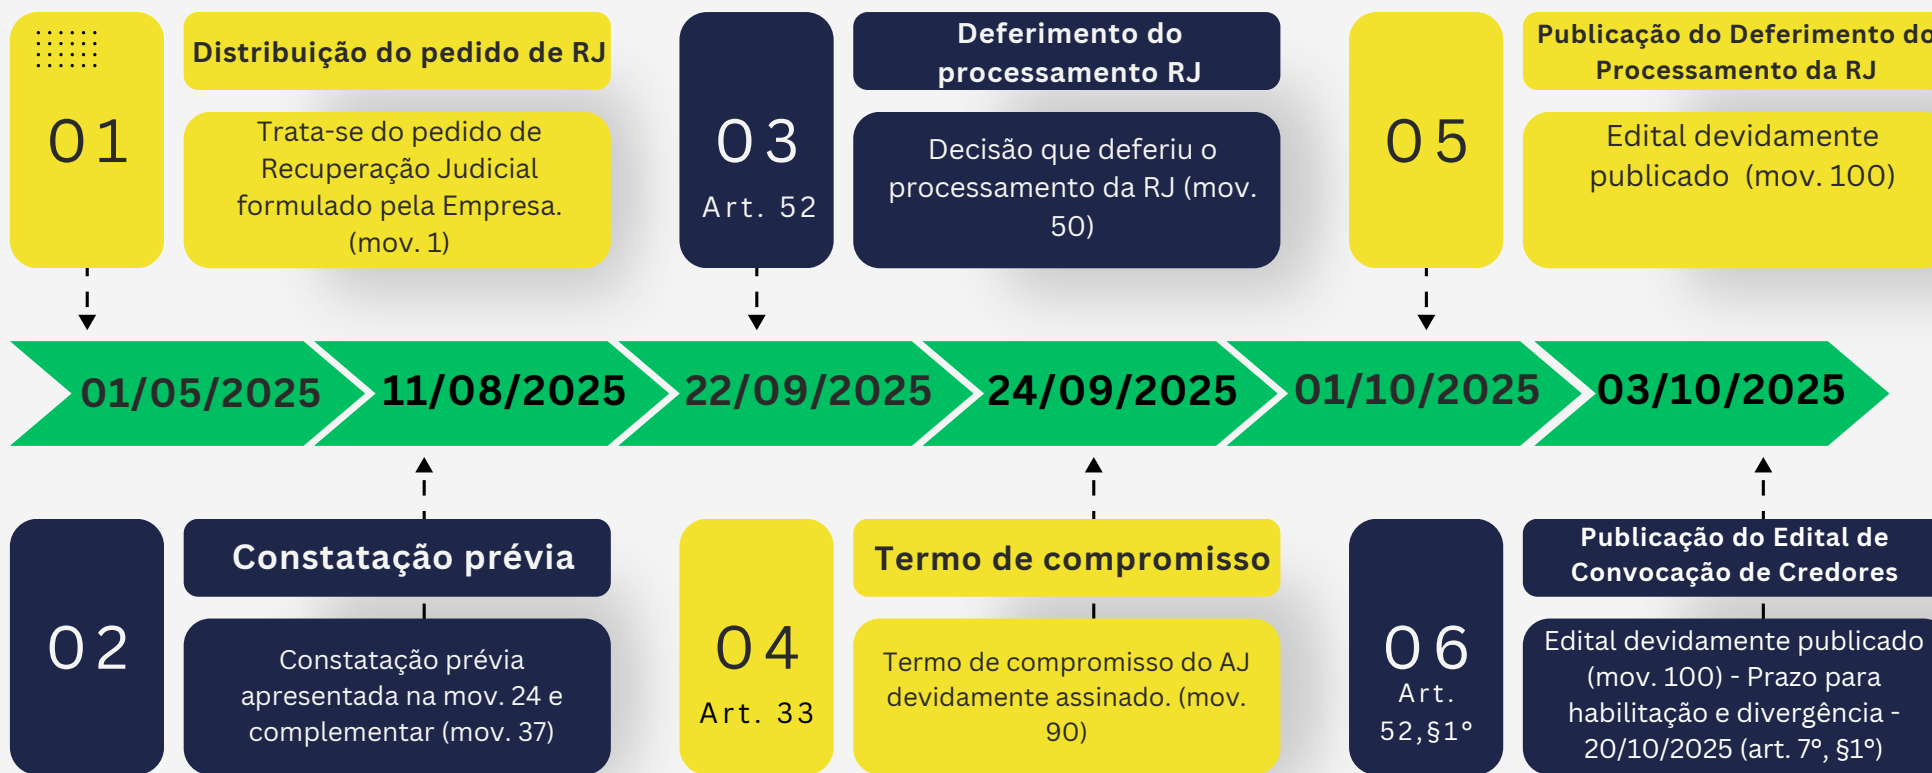 01
Distribuição do pedido de RJ
Trata-se do pedido de
Recuperação Judicial
formulado pela Empresa.
(mov. 1)
03
Art. 52
Deferimento do
processamento RJ
Decisão que deferiu o
processamento da RJ (mov.
50)
05
Publicação do Deferimento do
Processamento da RJ
Edital devidamente
publicado (mov. 100)
01/05/2025
11/08/2025
22/09/2025
24/09/2025
01/10/2025
03/10/2025
02
Constatação prévia
Constatação prévia
apresentada na mov. 24 e
complementar (mov. 37)
04
Art. 33
Termo de compromisso
Termo de compromisso do AJ
devidamente assinado. (mov.
90)
06
Art.
52,§1º
Publicação do Edital de
Convocação de Credores
Edital devidamente publicado
(mov. 100) - Prazo para
habilitação e divergência -
20/10/2025 (art. 7º, §1º)